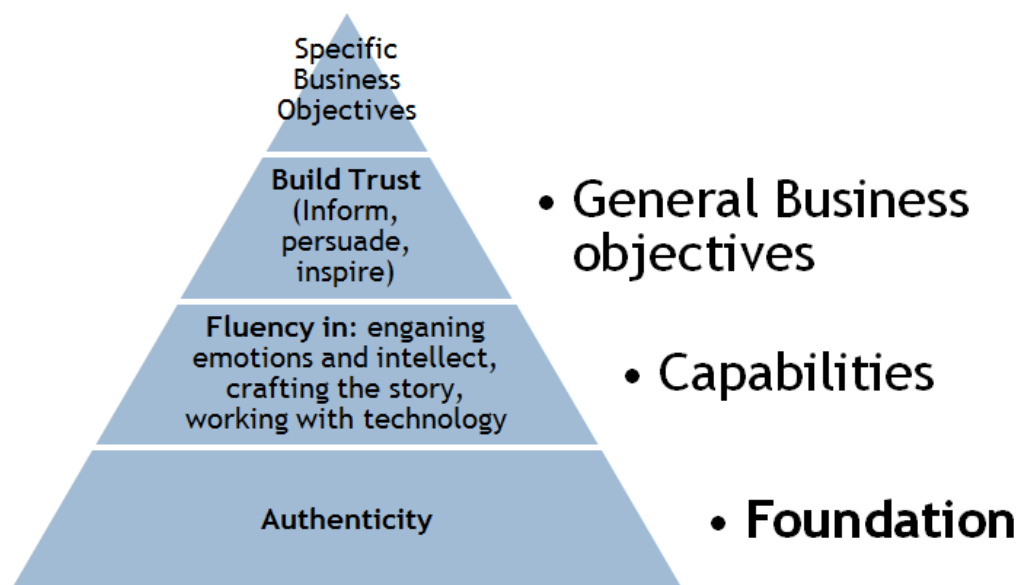 Specific
Business
Objectives
Build Trust
(Inform,
persuade,
inspire)
• General Business
objectives
Fluency in: enganing
emotions and intellect,
crafting the story,
working with technology
• Capabilities
Authenticity
• Foundation